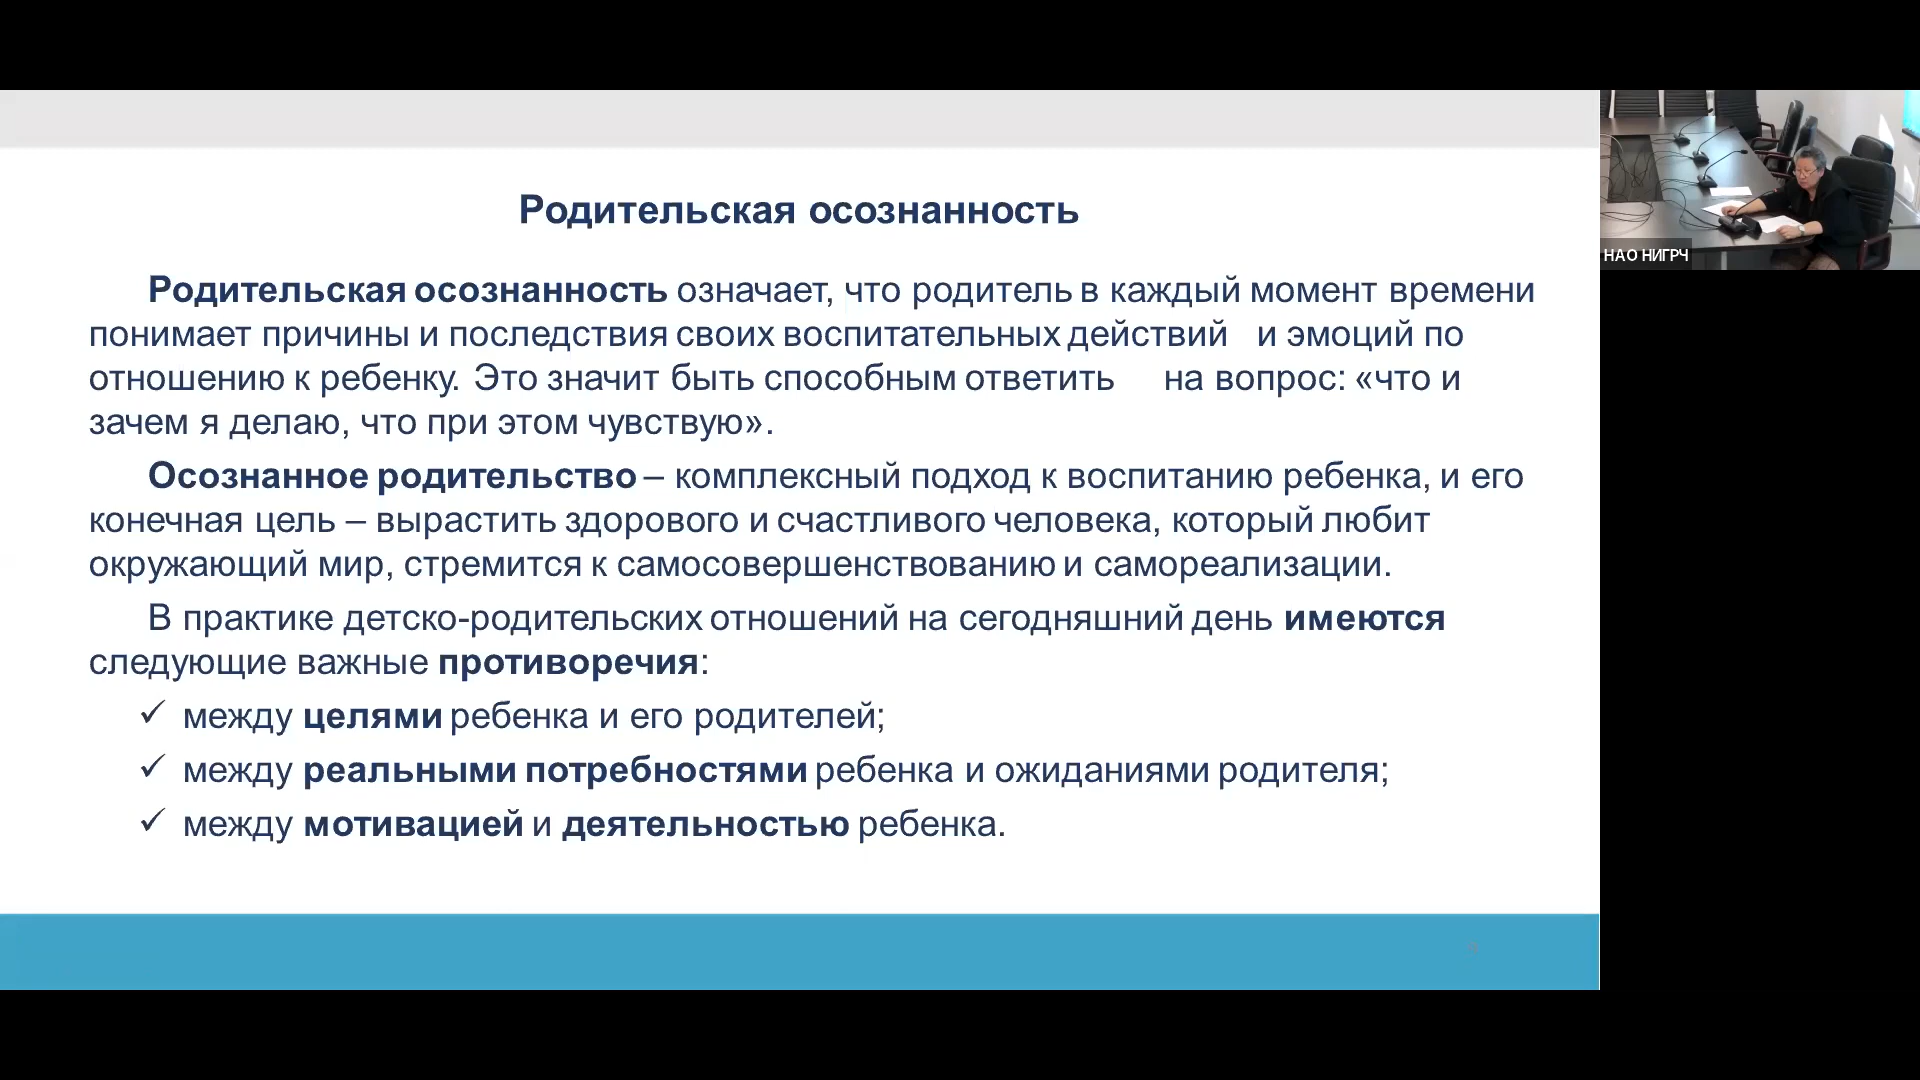 Родительская осознанность
Родительская осознанность означает, что родитель в каждый момент времени
понимает причины и последствия своих воспитательных действий и эмоций по
отношению к ребенку. Это значит быть способным ответить на вопрос: «что и
зачем я делаю, что при этом чувствую».
Осознанное родительство – комплексный подход к воспитанию ребенка, и его
конечная цель – вырастить здорового и счастливого человека, который любит
окружающий мир, стремится к самосовершенствованию и самореализации.
В практике детско-родительских отношений на сегодняшний день имеются
следующие важные противоречия:
✓ между целями ребенка и его родителей;
✓ между реальными потребностями ребенка и ожиданиями родителя;
✓ между мотивацией и деятельностью ребенка.
НАО НИГРЧ